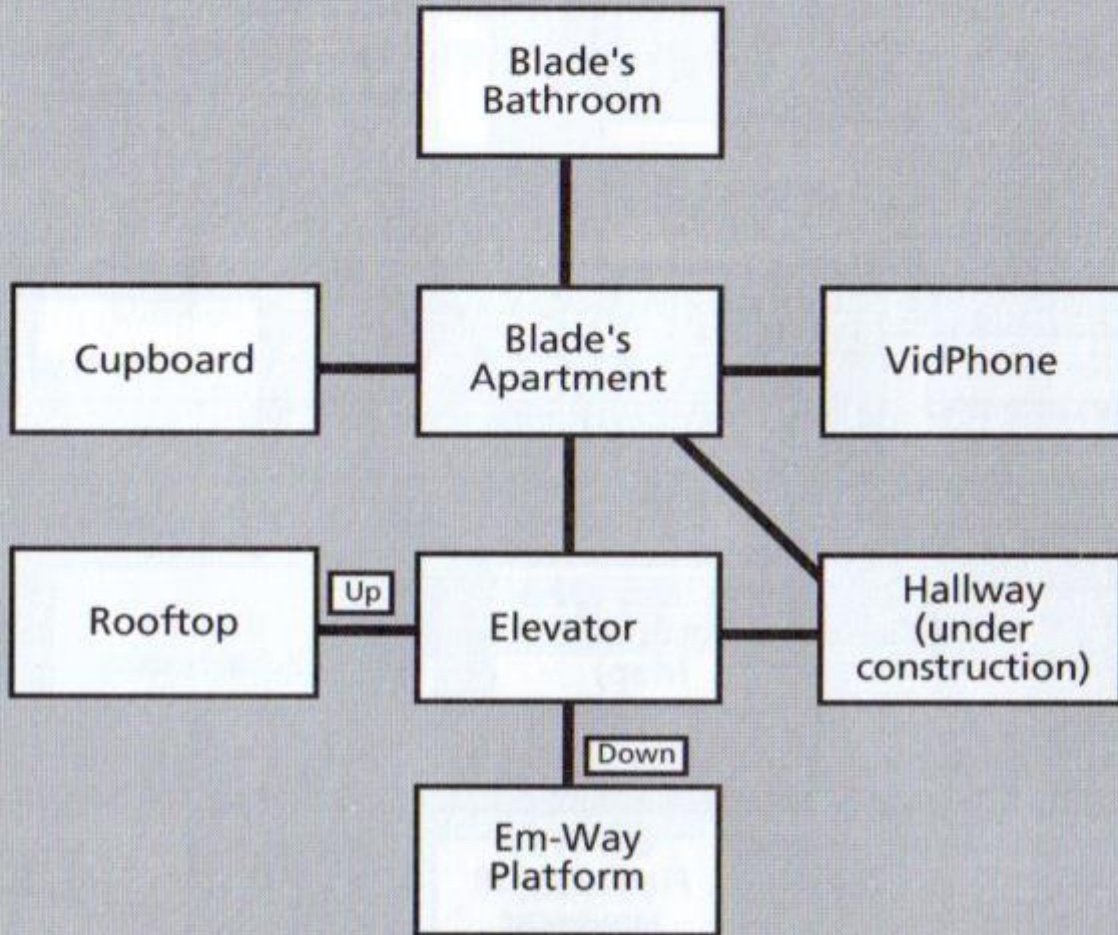 Blade's
Bathroom
Cupboard
Blade's
Apartment
VidPhone
Rooftop
Up
Elevator
Hallway
(under
construction)
Down
Em-Way
Platform